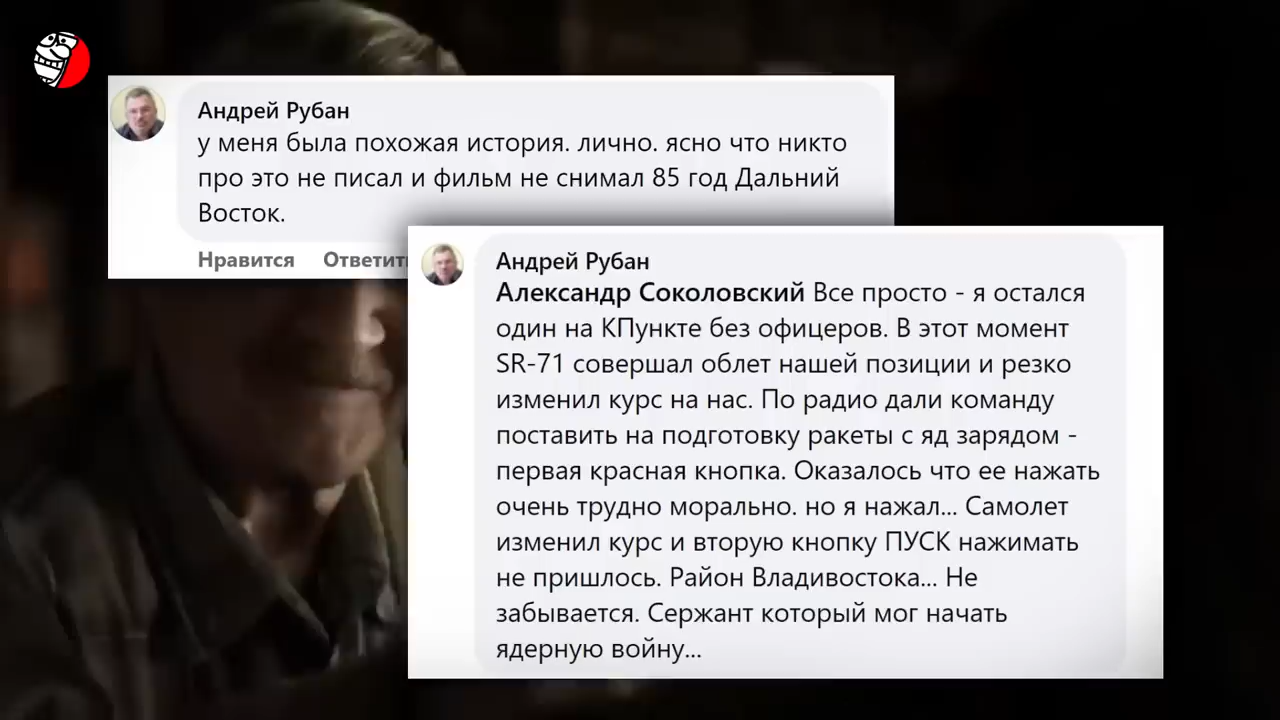 Андрей Рубан
у меня была похожая история. лично. ясно что никто
про это не писал и фильм не снимал 85 год Дальний
Восток.
Нравится Ответить
Андрей Рубан
Александр Соколовский Все просто - я остался
один на КПункте без офицеров. В этот момент
SR-71 совершал облет нашей позиции и резко
изменил курс на нас. По радио дали команду
поставить на подготовку ракеты с яд зарядом -
первая красная кнопка. Оказалось что ее нажать
очень трудно морально. но я нажал... Самолет
изменил курс и вторую кнопку ПУСК нажимать
не пришлось. Район Владивостока... Не
забывается. Сержант который мог начать
ядерную войну...